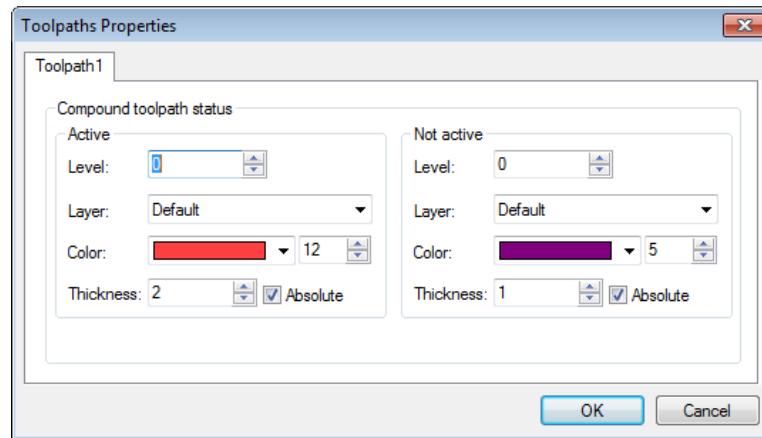 Toolpaths Properties
Toolpath1
Compound toolpath status
Active
Level: 0
Layer: Default
Color: 12
Thickness: 2 Absolute
Not active
Level: 0
Layer: Default
Color: 5
Thickness: 1 Absolute
OK Cancel